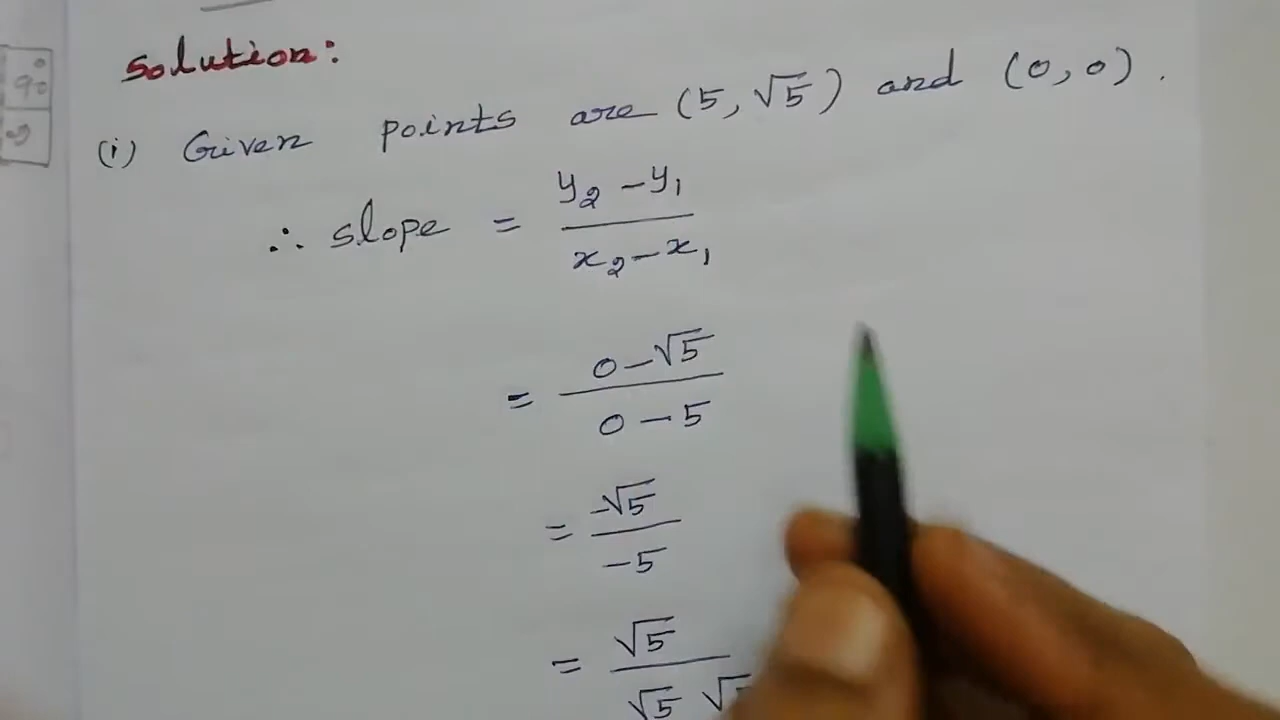 Solution:
(i) Given points are (5, √5) and (0, 0).
∴ slope = y₂ - y₁ / x₂ - x₁
= 0 - √5 / 0 - 5
= -√5 / -5
= √5 / √5 √5